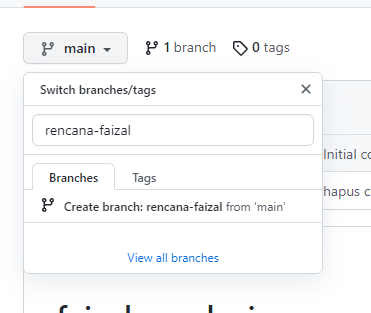 main
1 branch
0 tags
Switch branches/tags
rencana-faizal
Initial
Branches
Tags
hapus
Create branch: rencana-faizal from 'main'
View all branches